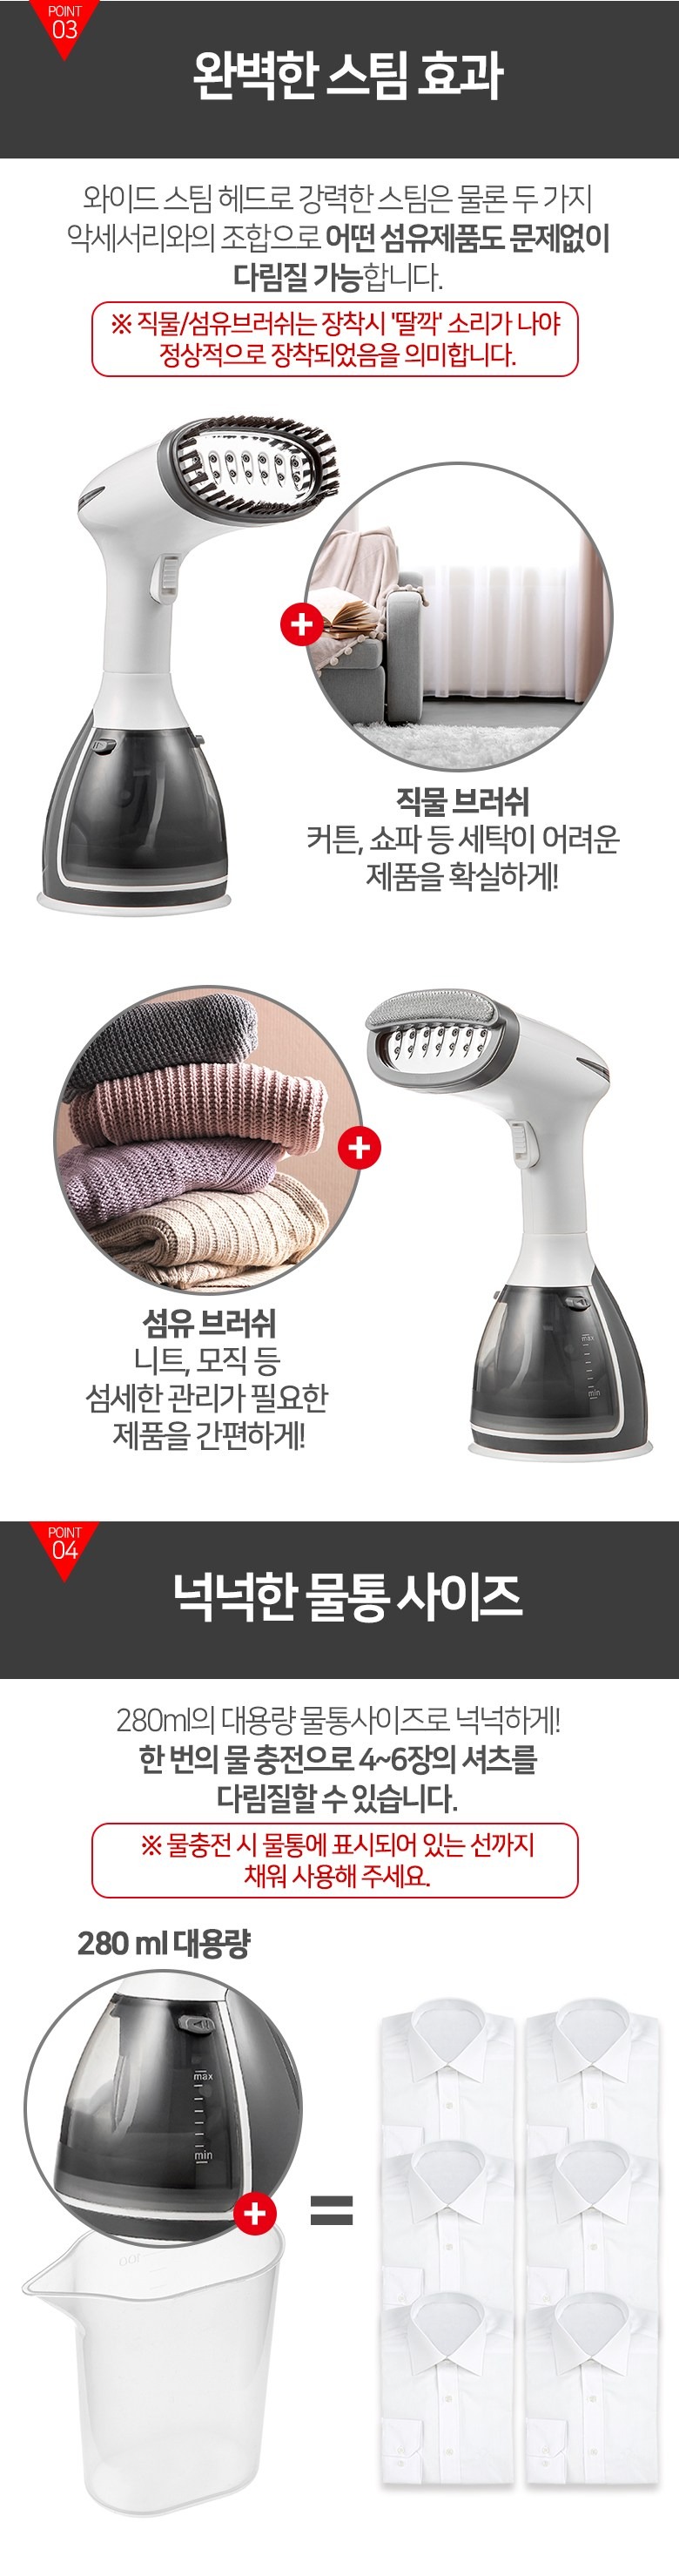 POINT
03
완벽한 스팀 효과
와이드 스팀 헤드로 강력한 스팀은 물론 두 가지
악세서리와의 조합으로 어떤 섬유제품도 문제없이
다림질 가능합니다.
※ 직물/섬유브러쉬는 장착시 '딸깍' 소리가 나야
정상적으로 장착되었음을 의미합니다.
직물 브러쉬
커튼, 쇼파 등 세탁이 어려운
제품을 확실하게!
섬유 브러쉬
니트, 모직 등
섬세한 관리가 필요한
제품을 간편하게!
max
min
POINT
04
넉넉한 물통 사이즈
280ml의 대용량 물통사이즈로 넉넉하게!
한 번의 물 충전으로 4~6장의 셔츠를
다림질할 수 있습니다.
※ 물충전 시 물통에 표시되어 있는 선까지
채워 사용해 주세요.
280 ml 대용량
max
min